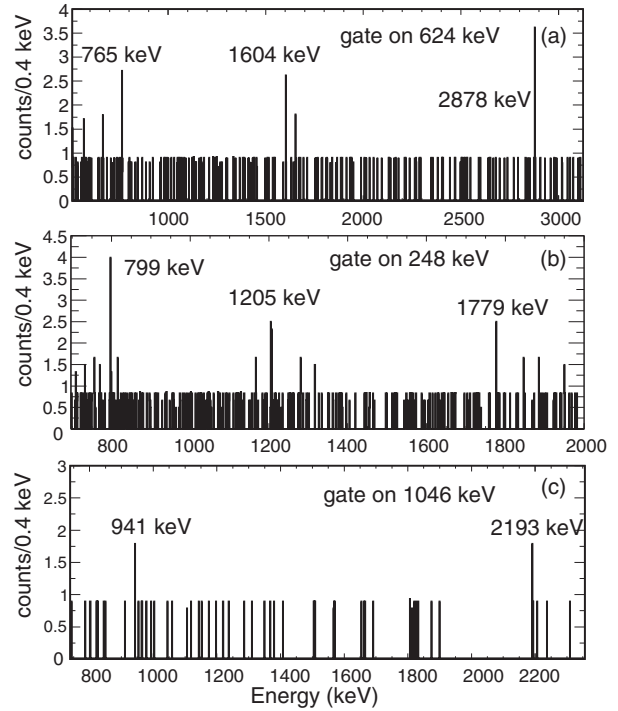 4
3.5
3
2.5
2
1.5
1
0.5
0
counts/0.4 keV
765 keV
1604 keV
gate on 624 keV
(a)
2878 keV
1000 1500 2000 2500 3000
4.5
4
3.5
3
2.5
2
1.5
1
0.5
0
counts/0.4 keV
799 keV
1205 keV
gate on 248 keV
(b)
1779 keV
800 1000 1200 1400 1600 1800 2000
3
2.5
2
1.5
1
0.5
0
counts/0.4 keV
941 keV
gate on 1046 keV
(c)
2193 keV
800 1000 1200 1400 1600 1800 2000 2200
Energy (keV)